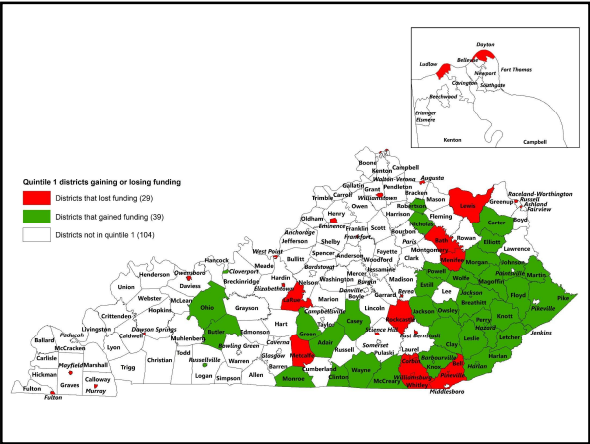 Dayton
Ludlow
Bellevue
Newport
Fort Thomas
Covington
Southgate
Beechwood
Erlanger
Elsmere
Kenton
Campbell
Quintile 1 districts gaining or losing funding
Districts that lost funding (29)
Districts that gained funding (39)
Districts not in quintile 1 (104)
Boone
Campbell
Kenton
Walton-Verona
Augusta
Gallatin
Grant
Pendleton
Bracken
Raceland-Worthington
Carroll
Williamstown
Mason
Lewis
Greenup
Russell
Trimble
Owen
Robertson
Ashland
Fairview
Henry
Harrison
Fleming
Boyd
Oldham
Eminence
Nicholas
Carter
Anchorage
Franklin
Scott
Bourbon
Jefferson
Shelby
Frankfort
Paris
Bath
Rowan
Elliott
Lawrence
West Point
Spencer
Anderson
Fayette
Montgomery
Hancock
Bullitt
Woodford
Clark
Menifee
Morgan
Johnson
Henderson
Owensboro
Cloverport
Meade
Bardstown
Jessamine
Powell
Paintsville
Martin
Union
Daviess
Breckinridge
Hardin
Nelson
Washington
Mercer
Madison
Estill
Wolfe
Magoffin
Webster
McLean
Elizabethtown
Burgin
Garrard
Berea
Lee
Jackson
Floyd
Pike
Hopkins
Ohio
Grayson
Larue
Marion
Boyle
Danville
Lincoln
Jackson
Owsley
Breathitt
Pikeville
Crittenden
Campbellsville
Casey
Rockcastle
Perry
Knott
Livingston
Dawson Springs
Muhlenberg
Butler
Edmonson
Hart
Green
Taylor
Science Hill
East Bernstadt
Clay
Hazard
Letcher
Jenkins
Paducah
Caldwell
Bowling Green
Caverna
Adair
Somerset
Pulaski
Laurel
Leslie
McCracken
Lyon
Warren
Glasgow
Metcalfe
Russell
Corbin
Barbourville
Harlan
Carlisle
Marshall
Christian
Todd
Russellville
Barren
Cumberland
Wayne
Knox
Bell
Harlan
Hickman
Mayfield
Graves
Trigg
Logan
Simpson
Allen
Monroe
Clinton
McCreary
Williamsburg
Whitley
Pineville
Fulton
Calloway
Murray
Middlesboro
Fulton